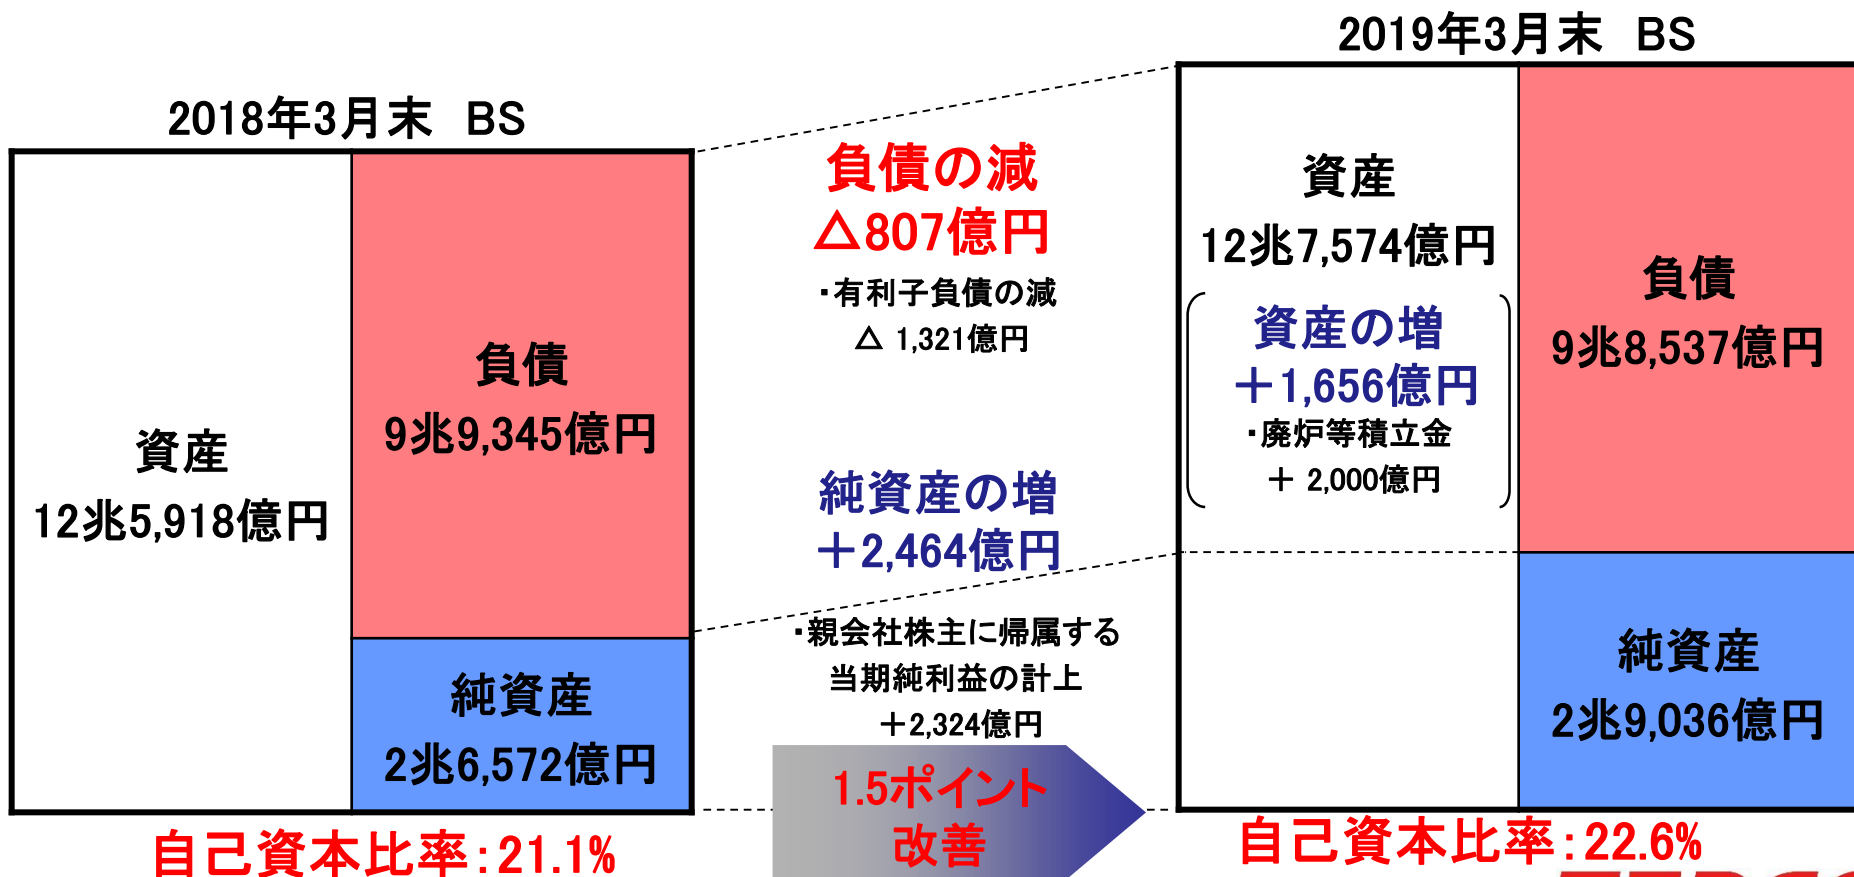 2018年3月末　BS
資産
12兆5,918億円
負債
9兆9,345億円
純資産
2兆6,572億円
自己資本比率：21.1%
負債の減
△807億円
・有利子負債の減
△ 1,321億円
純資産の増
＋2,464億円
・親会社株主に帰属する
当期純利益の計上
＋2,324億円
1.5ポイント
改善
2019年3月末　BS
資産
12兆7,574億円
資産の増
＋1,656億円
・廃炉等積立金
＋ 2,000億円
負債
9兆8,537億円
純資産
2兆9,036億円
自己資本比率：22.6%